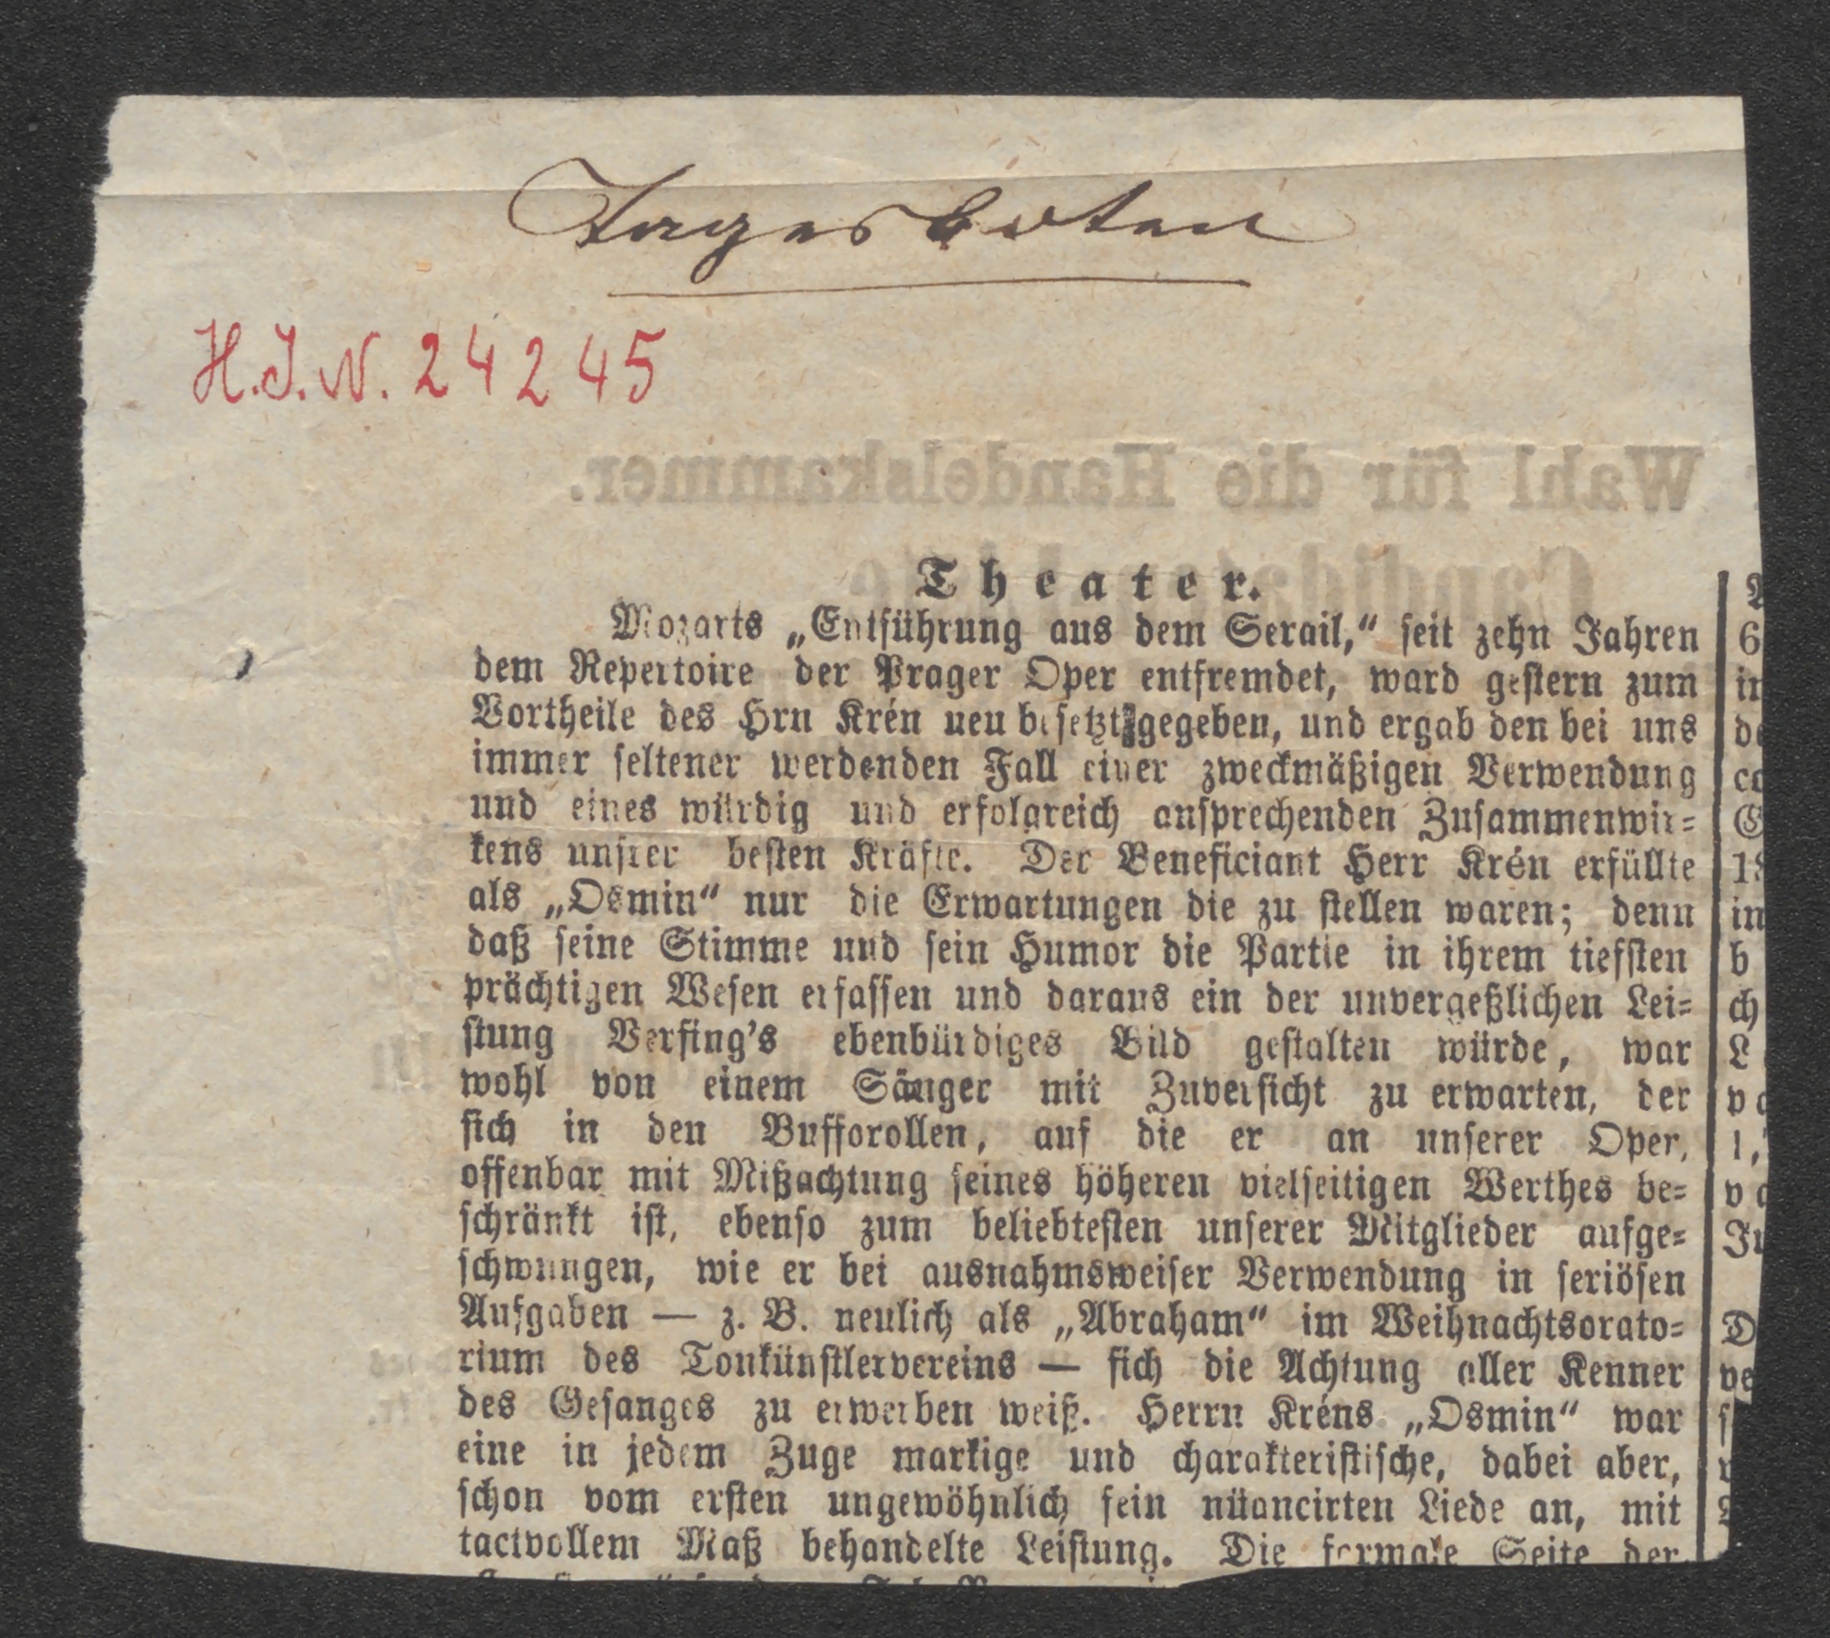 Tagesboten
H.I.N. 24245
Wahl für die Handelskammer.
Theater.
Mozarts „Entführung aus dem Serail,“ seit zehn Jahren
dem Repertoire der Prager Oper entfremdet, ward gestern zum
Vortheile des Hrn Krén neu besetzt gegeben, und ergab den bei uns
immer seltener werdenden Fall einer zweckmäßigen Verwendung
und eines würdig und erfolgreich ansprechenden Zusammenwir-
kens unsrer besten Kräfte. Der Beneficiant Herr Krén erfüllte
als „Osmin“ nur die Erwartungen die zu stellen waren; denn
daß seine Stimme und sein Humor die Partie in ihrem tiefsten
prächtigen Wesen erfassen und daraus ein der unvergeßlichen Lei-
stung Versing's ebenbürdiges Bild gestalten würde, war
wohl von einem Sänger mit Zuversicht zu erwarten, der
sich in den Bufforollen, auf die er an unserer Oper,
offenbar mit Mißachtung seines höheren vielseitigen Werthes be-
schränkt ist, ebenso zum beliebtesten unserer Mitglieder aufge-
schwungen, wie er bei ausnahmsweiser Verwendung in seriösen
Aufgaben — z. B. neulich als „Abraham“ im Weihnachtsorato-
rium des Tonkünstlervereins — sich die Achtung aller Kenner
des Gesanges zu erwerben weiß. Herrn Kréns „Osmin“ war
eine in jedem Zuge markige und charakteristische, dabei aber,
schon vom ersten ungewöhnlich fein nüancirten Liede an, mit
tactvollem Maß behandelte Leistung. Die formale Seite der